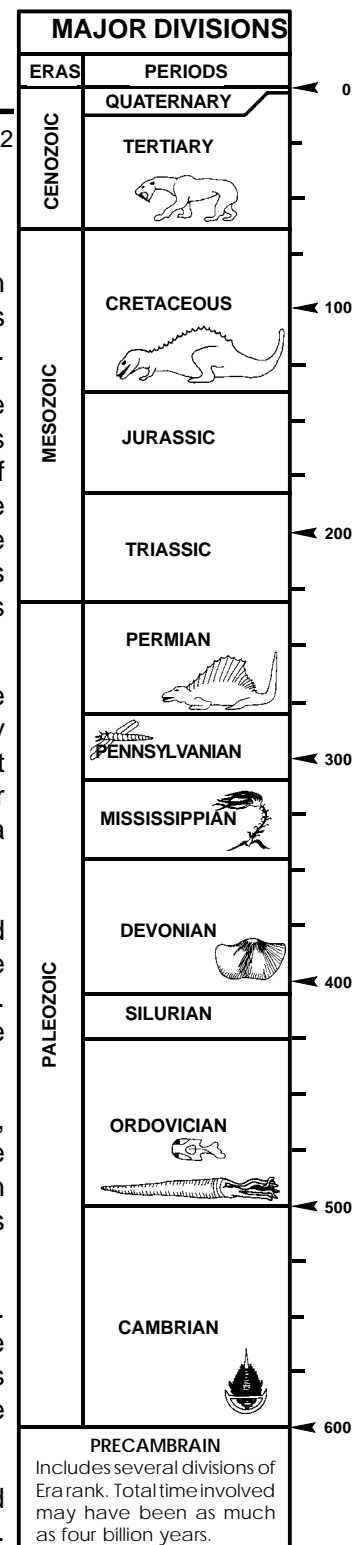 MAJOR DIVISIONS
ERAS PERIODS
0
QUATERNARY
2
CENOZOIC
TERTIARY
n
s
.
CRETACEOUS
100
e
s
MESOZOIC
JURASSIC
f
e
e
200
s
TRIASSIC
s
PERMIAN
e
y
PENNSYLVANIAN
300
t
r
MISSISSIPPIAN
a
d
DEVONIAN
e
.
PALEOZOIC
400
e
SILURIAN
,
ORDOVICIAN
e
n
s
500
.
CAMBRIAN
e
s
e
600
PRECAMBRAIN
Includes several divisions of
Era rank. Total time involved
d
may have been as much
.
as four billion years.